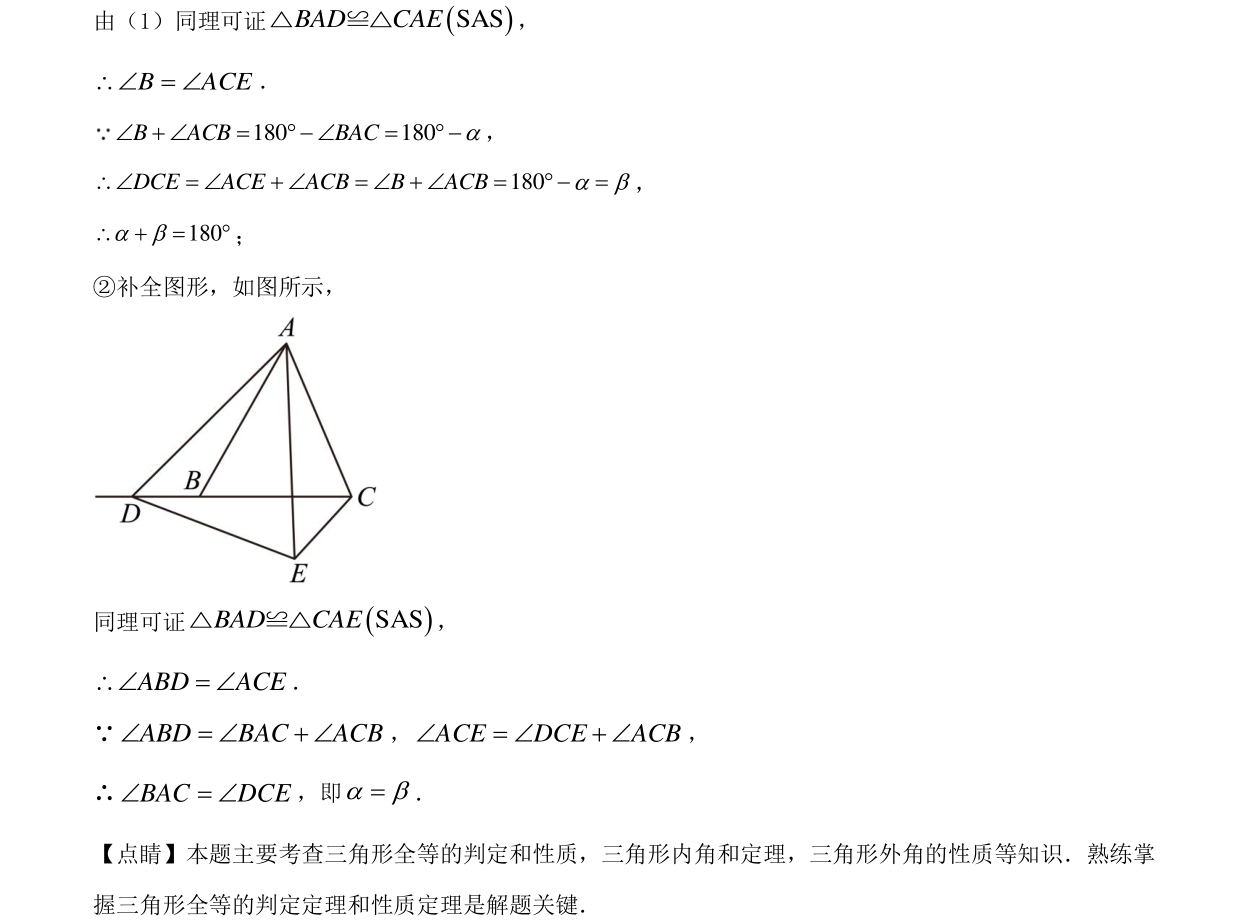 由（1）同理可证△BAD≌△CAE(SAS)，
∴∠B=∠ACE．
∵∠B+∠ACB=180°−∠BAC=180°−α，
∴∠DCE=∠ACE+∠ACB=∠B+∠ACB=180°−α=β，
∴α+β=180°；
②补全图形，如图所示，
A
B
D
C
E
同理可证△BAD≌△CAE(SAS)，
∴∠ABD=∠ACE．
∵∠ABD=∠BAC+∠ACB，∠ACE=∠DCE+∠ACB，
∴∠BAC=∠DCE，即α=β．
【点睛】本题主要考查三角形全等的判定和性质，三角形内角和定理，三角形外角的性质等知识．熟练掌
握三角形全等的判定定理和性质定理是解题关键．